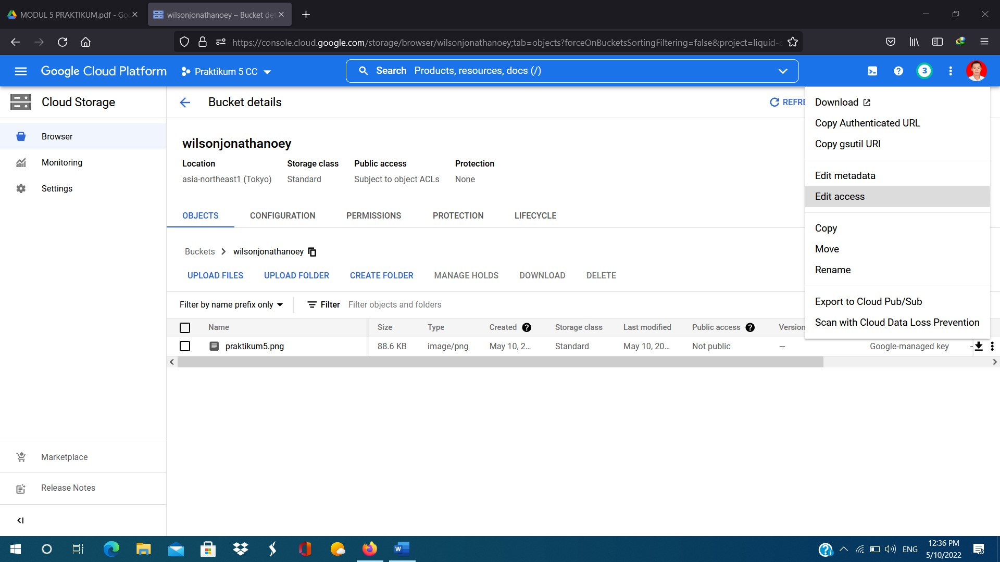 MODUL 5 PRAKTIKUM.pdf - Go
wilsonjonathanoey – Bucket det
https://console.cloud.google.com/storage/browser/wilsonjonathanoey;tab=objects?forceOnBucketsSortingFiltering=false&project=liquid-
Google Cloud Platform
Praktikum 5 CC
Search Products, resources, docs (/)
3
Cloud Storage
Browser
Monitoring
Settings
Marketplace
Release Notes
Bucket details
REFRE
wilsonjonathanoey
Location Storage class Public access Protection
asia-northeast1 (Tokyo) Standard Subject to object ACLs None
OBJECTS CONFIGURATION PERMISSIONS PROTECTION LIFECYCLE
Buckets > wilsonjonathanoey
UPLOAD FILES UPLOAD FOLDER CREATE FOLDER MANAGE HOLDS DOWNLOAD DELETE
Filter by name prefix only Filter Filter objects and folders
Name Size Type Created Storage class Last modified Public access Version
praktikum5.png 88.6 KB image/png May 10, 2... Standard May 10, 20... Not public — Google-managed key
Download
Copy Authenticated URL
Copy gsutil URI
Edit metadata
Edit access
Copy
Move
Rename
Export to Cloud Pub/Sub
Scan with Cloud Data Loss Prevention
ENG
12:36 PM
5/10/2022